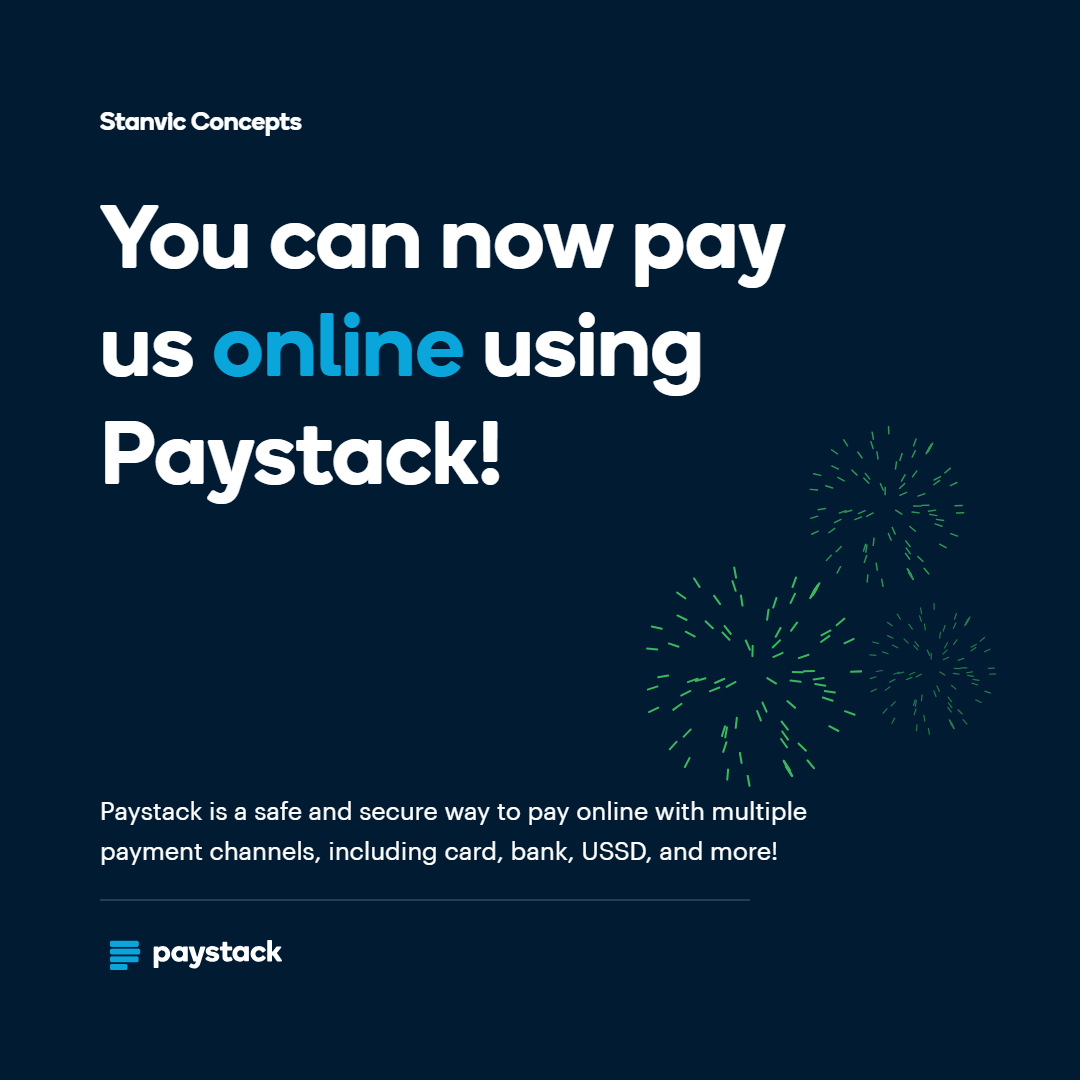 Stanvic Concepts
You can now pay
us online using
Paystack!
Paystack is a safe and secure way to pay online with multiple
payment channels, including card, bank, USSD, and more!
paystack